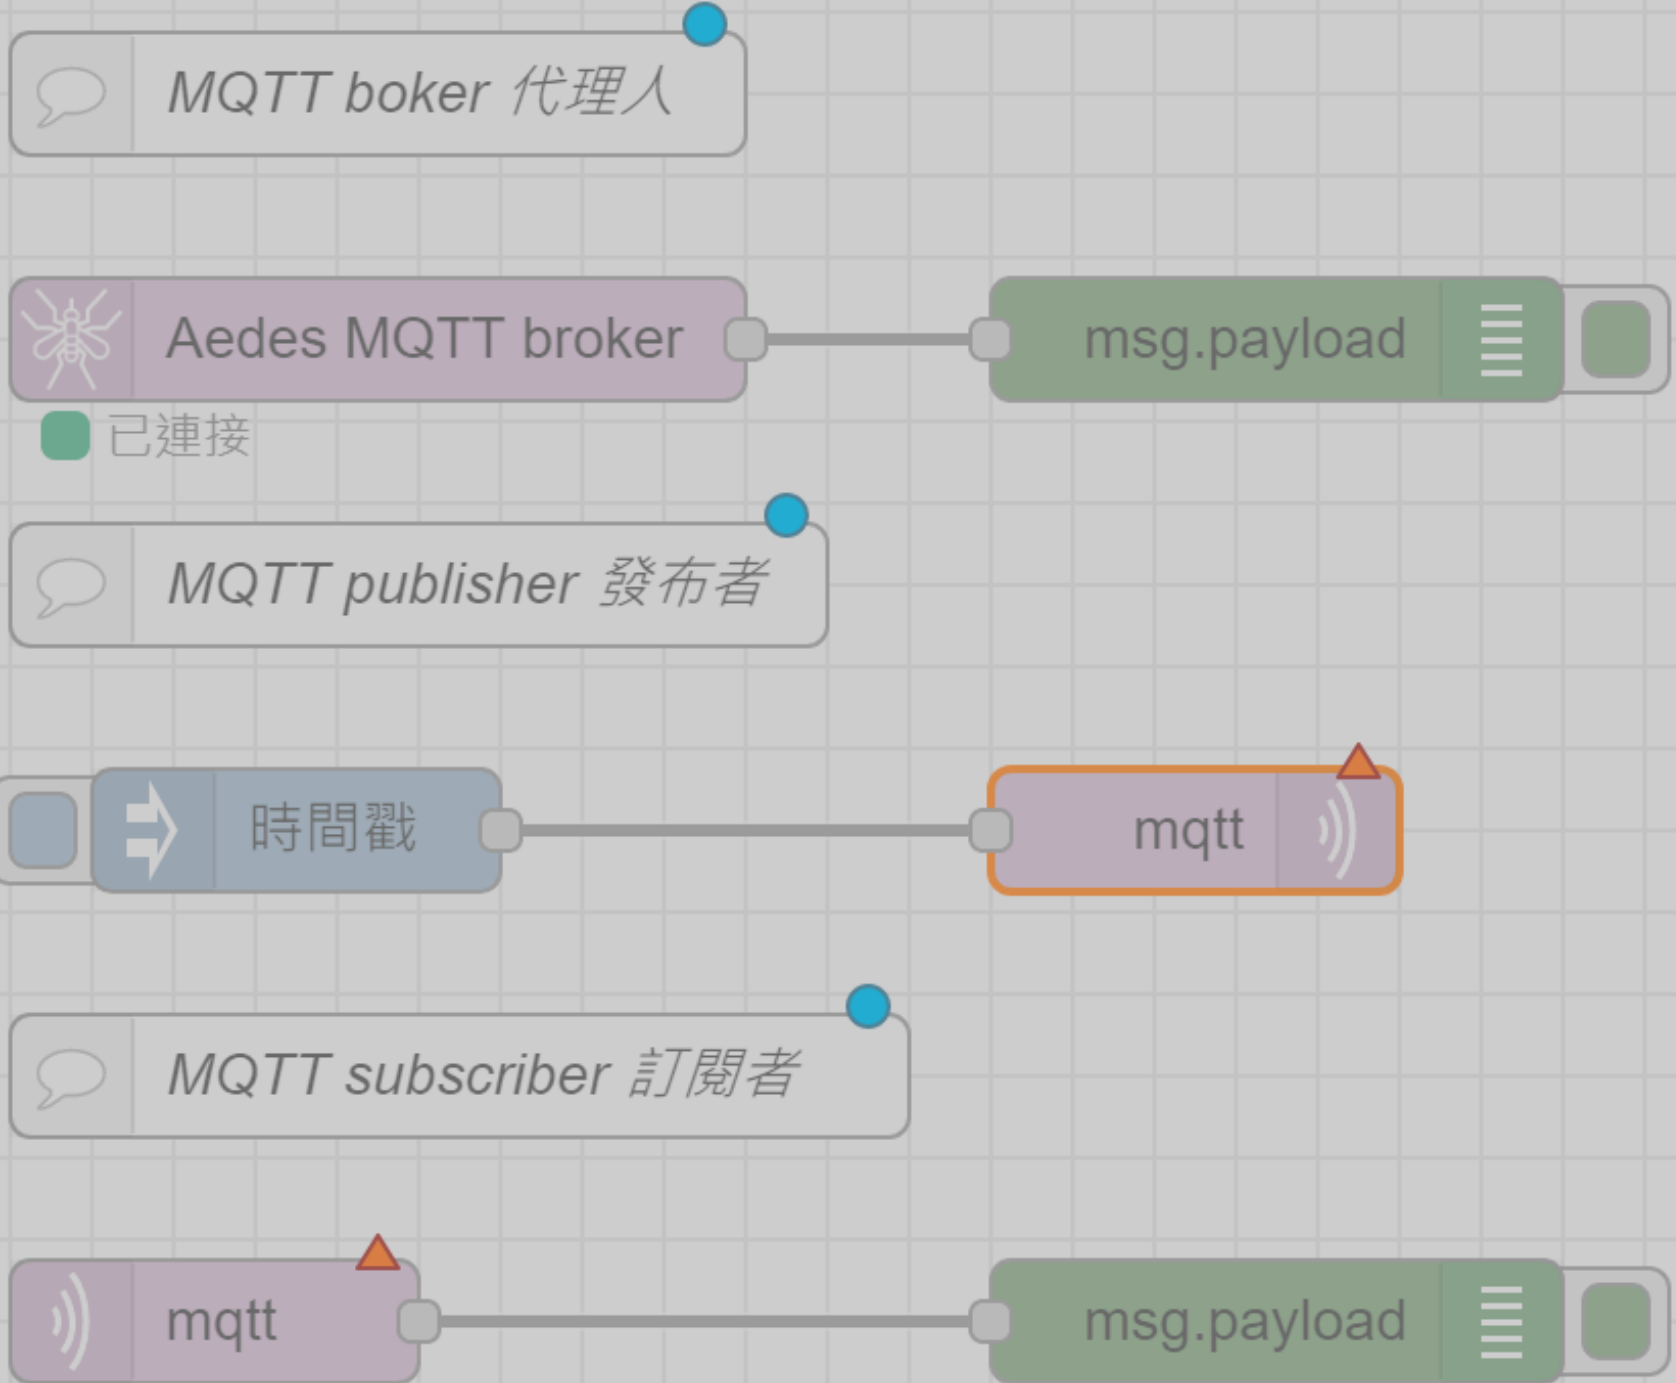 MQTT boker 代理人
Aedes MQTT broker
msg.payload
已連接
MQTT publisher 發布者
時間戳
mqtt
MQTT subscriber 訂閱者
mqtt
msg.payload